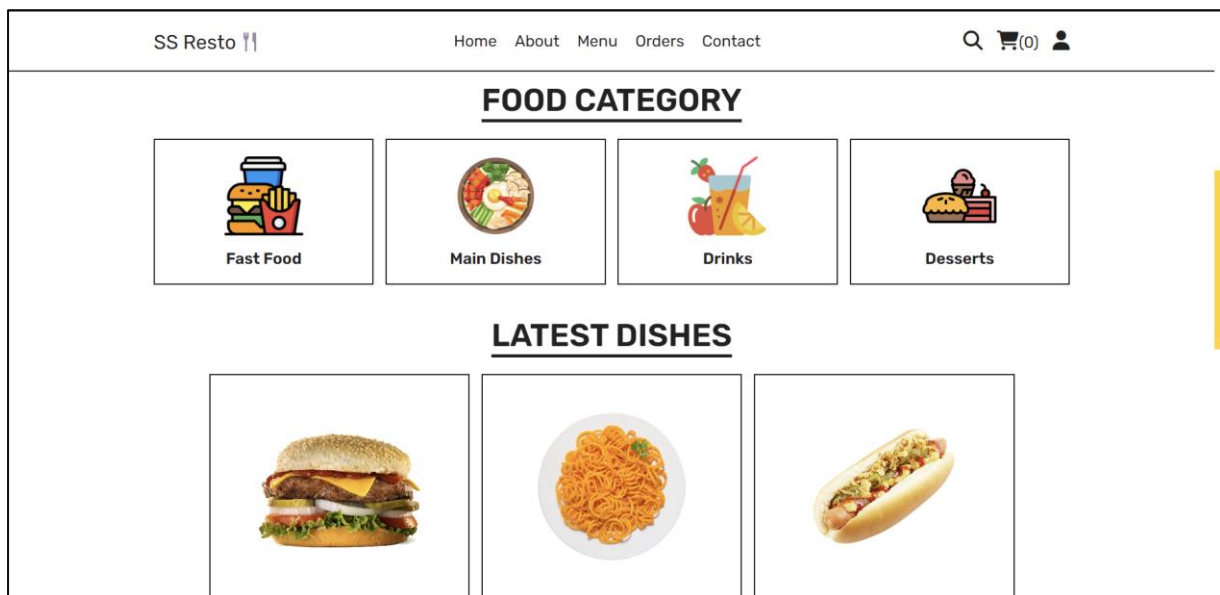 SS Resto
Home About Menu Orders Contact
(0)
FOOD CATEGORY
Fast Food
Main Dishes
Drinks
Desserts
LATEST DISHES